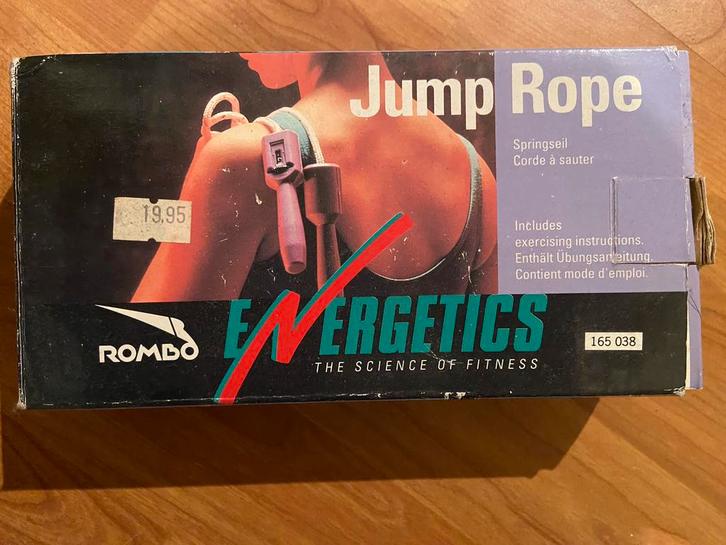 Jump Rope
Springseil
Corde à sauter
19.95
Includes
exercising instructions.
Enthält Übungsanleitung.
Contient mode d'emploi.
ROMBO
ENERGETICS
THE SCIENCE OF FITNESS
165 038